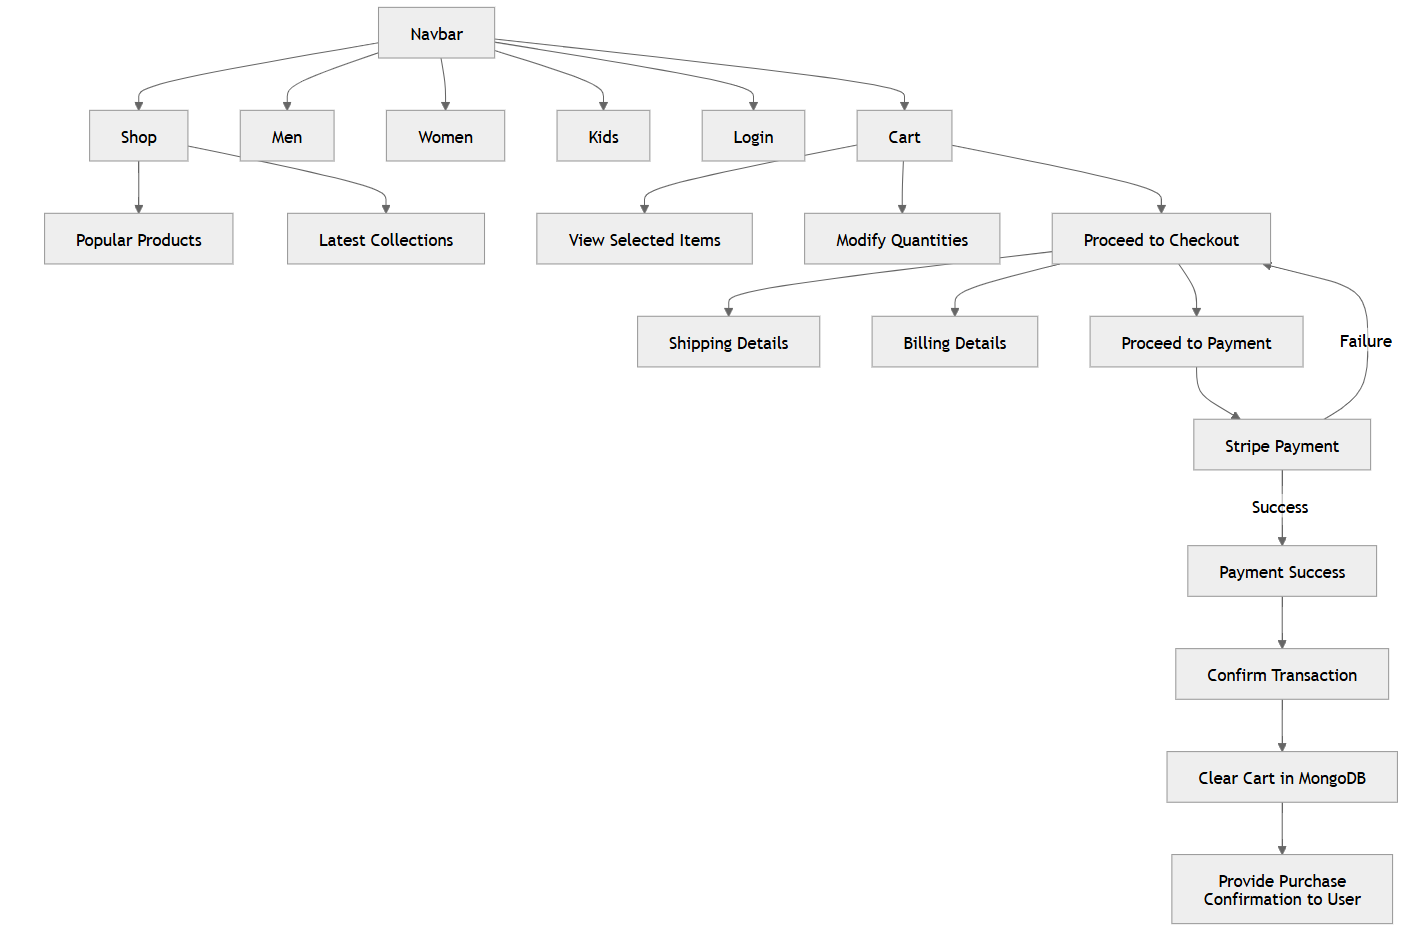 Navbar
Shop
Men
Women
Kids
Login
Cart
Popular Products
Latest Collections
View Selected Items
Modify Quantities
Proceed to Checkout
Shipping Details
Billing Details
Proceed to Payment
Failure
Stripe Payment
Success
Payment Success
Confirm Transaction
Clear Cart in MongoDB
Provide Purchase
Confirmation to User